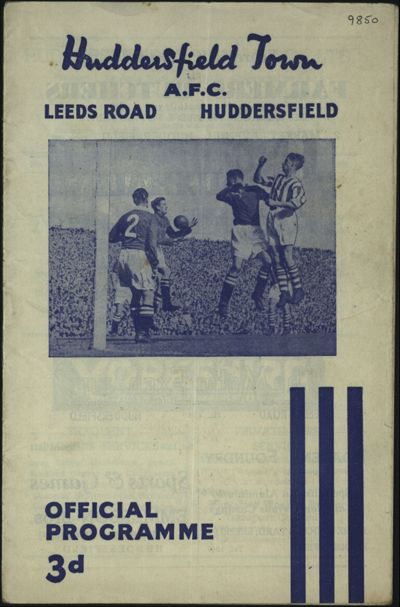 9850
Huddersfield Town
A.F.C.
LEEDS ROAD HUDDERSFIELD
2
OFFICIAL
PROGRAMME
3d